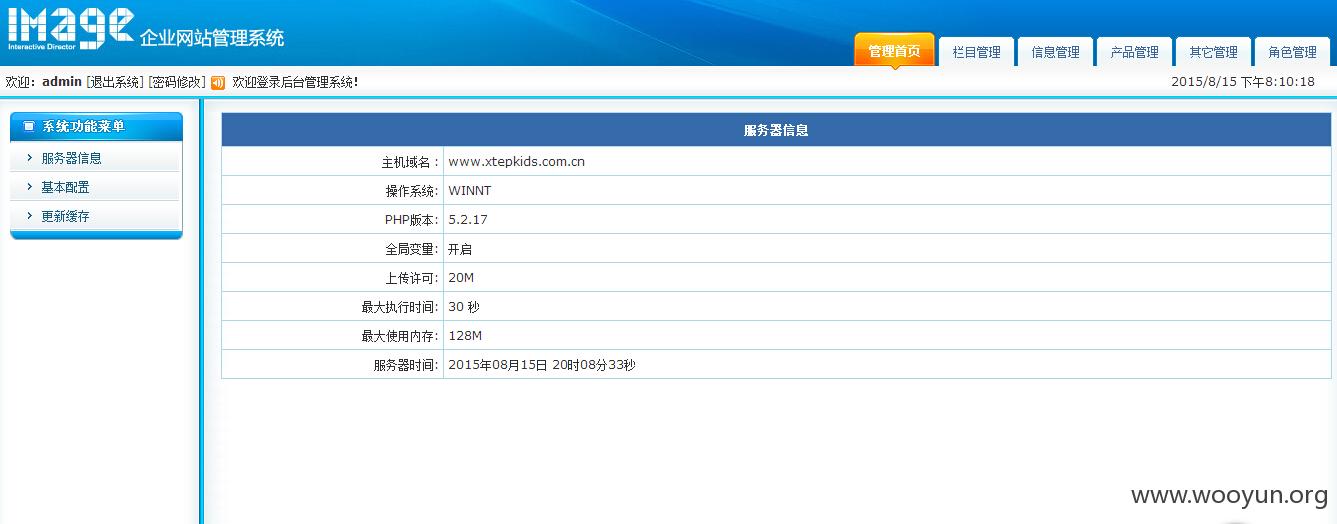 image
Interactive Director
企业网站管理系统
管理首页 栏目管理 信息管理 产品管理 其它管理 角色管理
欢迎: admin [退出系统] [密码修改] 欢迎登录后台管理系统!
2015/8/15 下午8:10:18
系统功能菜单
服务器信息
基本配置
更新缓存
服务器信息
主机域名: www.xtepkids.com.cn
操作系统: WINNT
PHP版本: 5.2.17
全局变量: 开启
上传许可: 20M
最大执行时间: 30 秒
最大使用内存: 128M
服务器时间: 2015年08月15日 20时08分33秒
www.wooyun.org